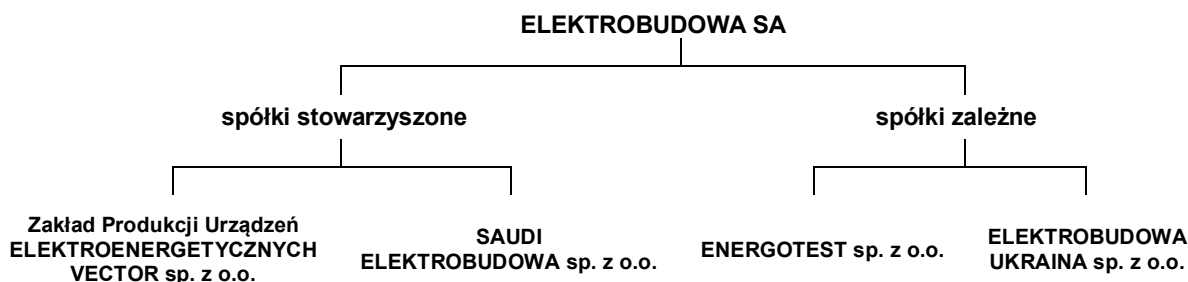 ELEKTROBUDOWA SA
spółki stowarzyszone
spółki zależne
Zakład Produkcji Urządzeń
ELEKTROENERGETYCZNYCH
VECTOR sp. z o.o.
SAUDI
ELEKTROBUDOWA sp. z o.o.
ENERGOTEST sp. z o.o.
ELEKTROBUDOWA
UKRAINA sp. z o.o.